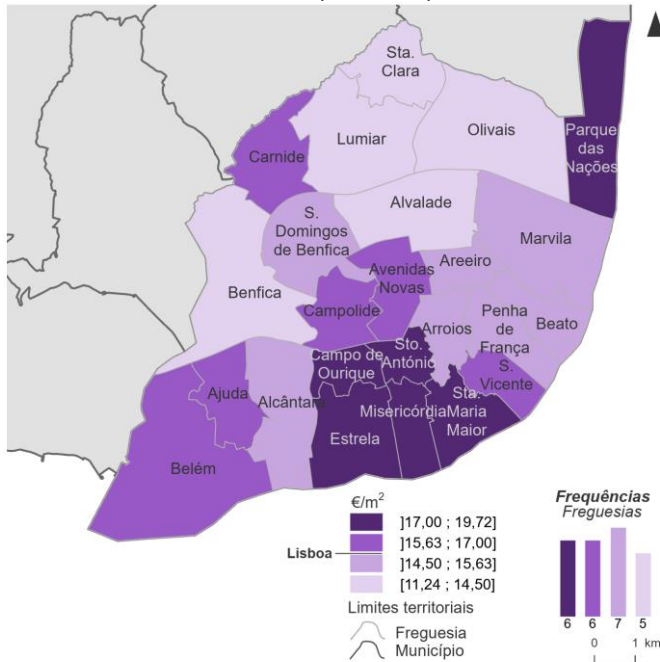 Sta.
Clara
Lumiar
Olivais
Parque
das
Nações
Carnide
S.
Domingos
de Benfica
Alvalade
Marvila
Avenidas
Novas
Areeiro
Benfica
Campolide
Penha
de
França
Beato
Arroios
Sto.
António
Campo de
Ourique
S.
Vicente
Ajuda
Alcântara
Misericórdia
Sta.
Maria
Maior
Estrela
Belém
€/m²
]17,00 ; 19,72]
]15,63 ; 17,00]
Lisboa
]14,50 ; 15,63]
[11,24 ; 14,50]
Limites territoriais
Freguesia
Município
Frequências
Freguesias
6 6 7 5
0 1 km